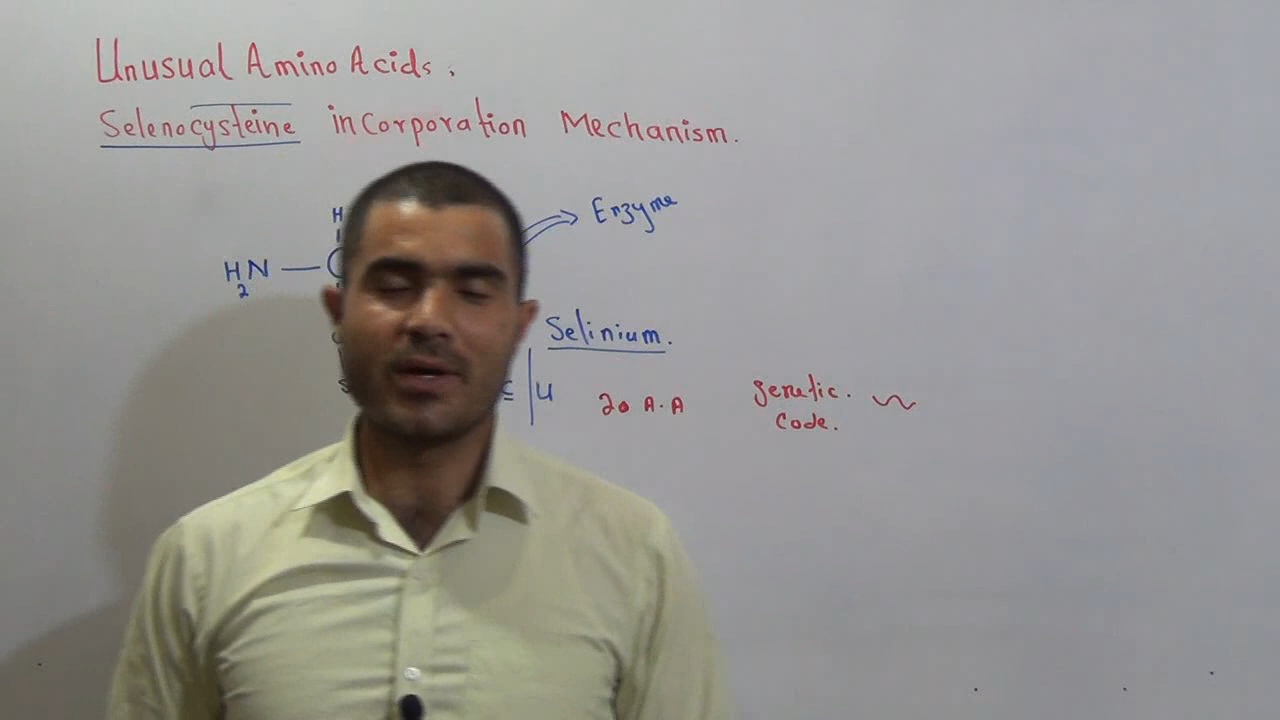 Unusual Amino Acids.
Selenocysteine incorporation Mechanism.
H
Enzyme
H2N — C
Selinium.
C | U
20 A.A
genetic.
Code.